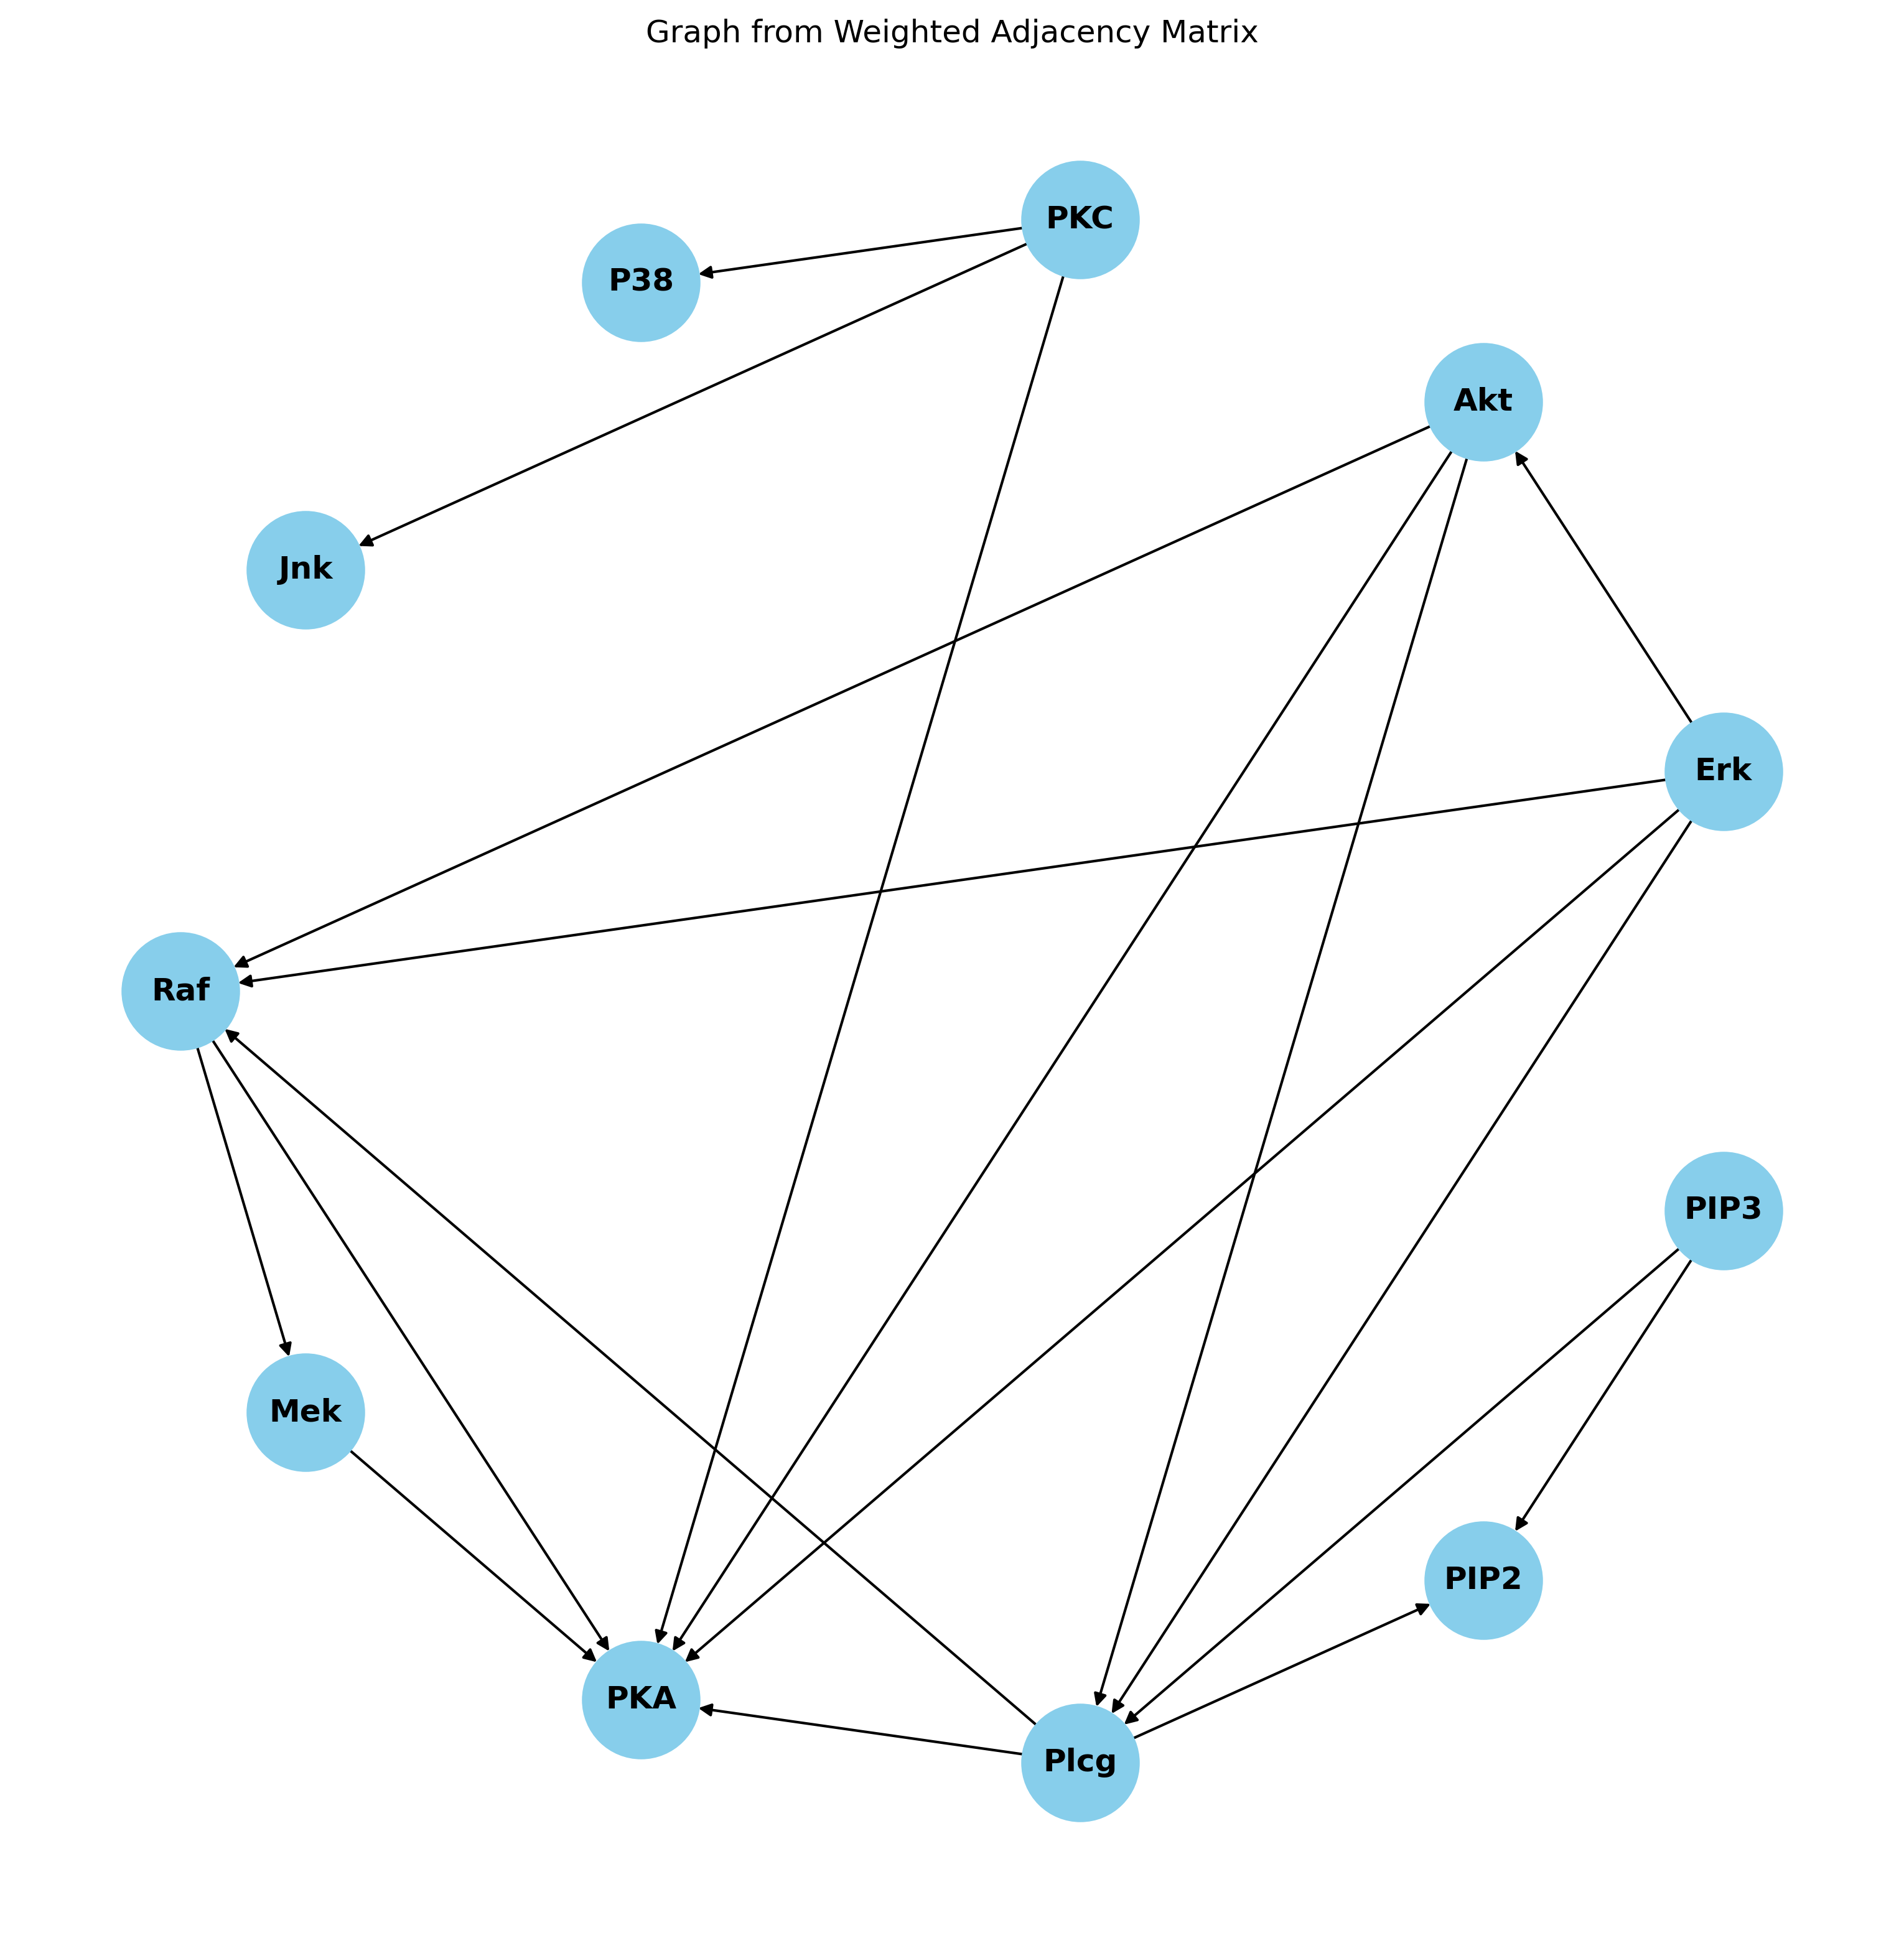 Graph from Weighted Adjacency Matrix
PKC
P38
Akt
Jnk
Erk
Raf
PIP3
Mek
PIP2
PKA
Plcg